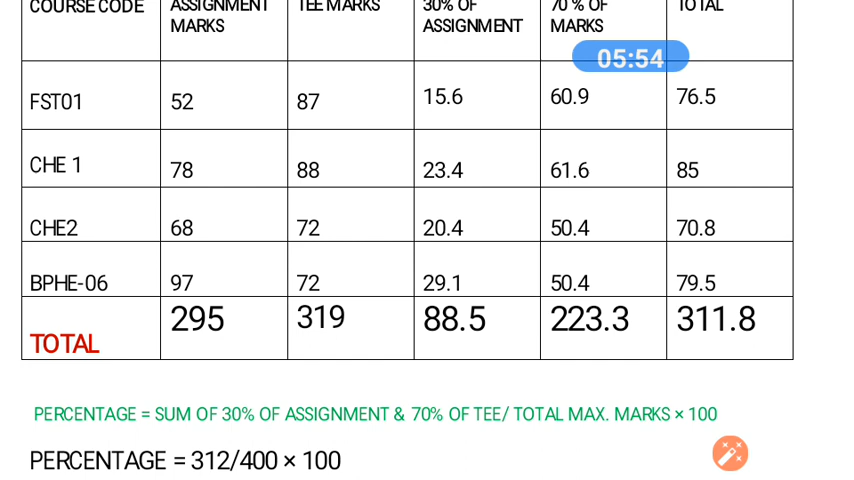 COURSE CODE ASSIGNMENT TEE MARKS 30% OF 70 % OF TOTAL
MARKS ASSIGNMENT MARKS
05:54
FST01 52 87 15.6 60.9 76.5
CHE 1 78 88 23.4 61.6 85
CHE2 68 72 20.4 50.4 70.8
BPHE-06 97 72 29.1 50.4 79.5
TOTAL 295 319 88.5 223.3 311.8
PERCENTAGE = SUM OF 30% OF ASSIGNMENT & 70% OF TEE/ TOTAL MAX. MARKS × 100
PERCENTAGE = 312/400 × 100